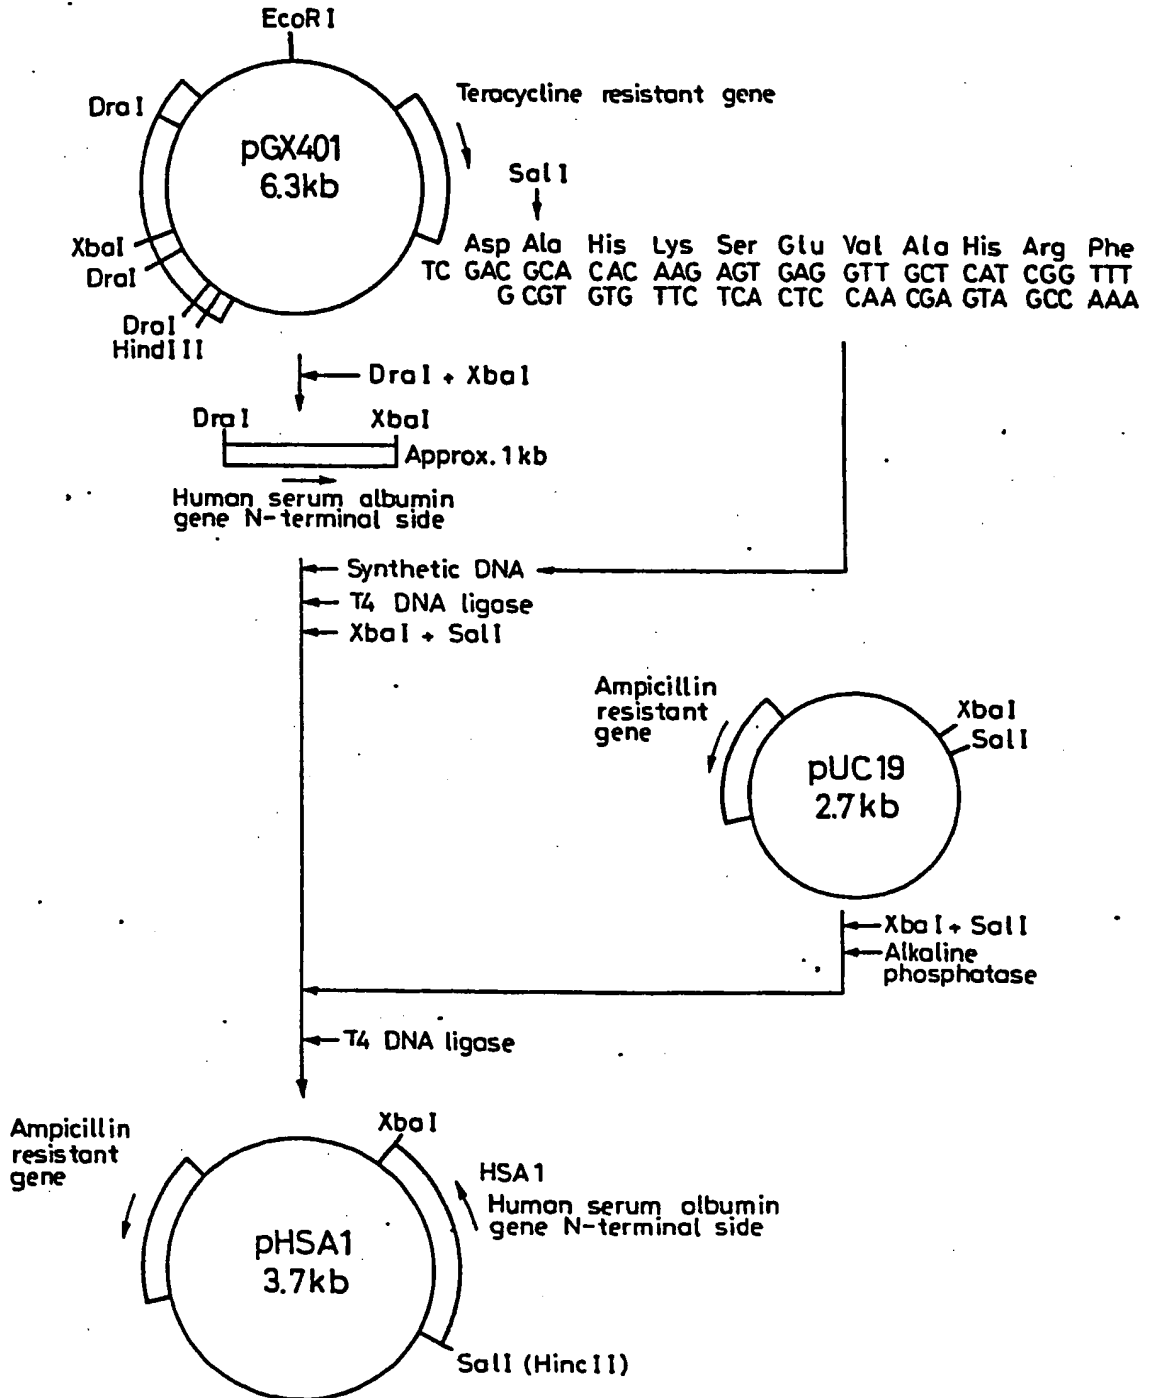 EcoRI
DraI
pGX401
6.3kb
XbaI
DraI
DraI
HindIII
Teracycline resistant gene
SalI
Asp Ala His Lys Ser Glu Val Ala His Arg Phe
TC GAC GCA CAC AAG AGT GAG GTT GCT CAT CGG TTT
G CGT GTG TTC TCA CTC CAA CGA GTA GCC AAA
DraI + XbaI
DraI XbaI
Approx. 1kb
Human serum albumin
gene N-terminal side
Synthetic DNA
T4 DNA ligase
XbaI + SalI
Ampicillin
resistant
gene
XbaI
SalI
pUC19
2.7kb
XbaI + SalI
Alkaline
phosphatase
T4 DNA ligase
Ampicillin
resistant
gene
XbaI
HSA1
Human serum albumin
gene N-terminal side
pHSA1
3.7kb
SalI (HincII)